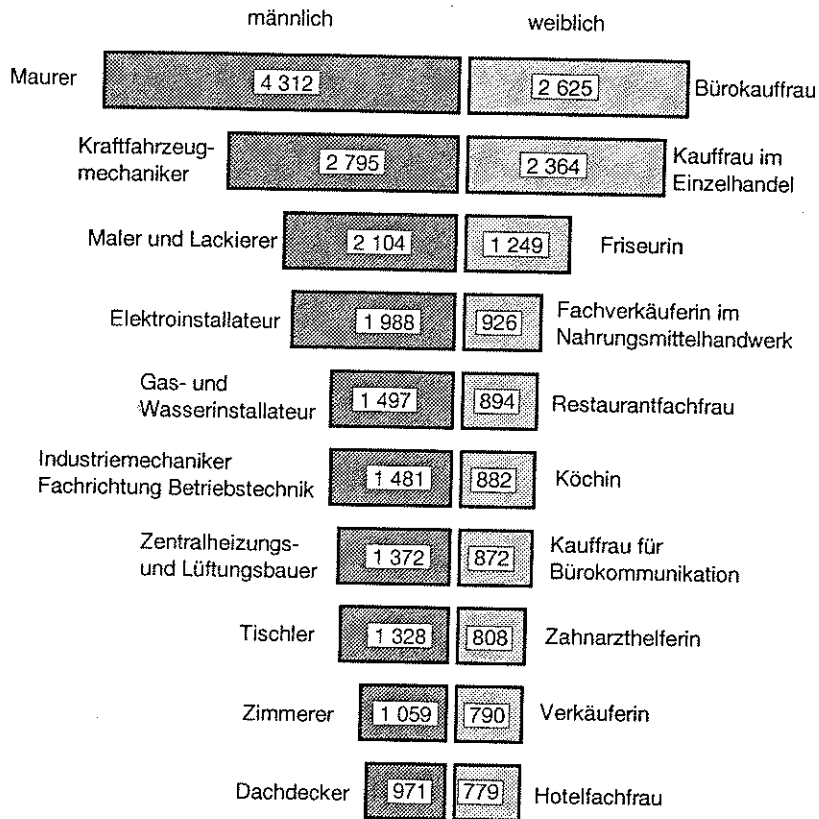 männlich weiblich
Maurer 4 312 2 625 Bürokauffrau
Kraftfahrzeug-
mechaniker 2 795 2 364 Kauffrau im
Einzelhandel
Maler und Lackierer 2 104 1 249 Friseurin
Elektroinstallateur 1 988 926 Fachverkäuferin im
Nahrungsmittelhandwerk
Gas- und
Wasserinstallateur 1 497 894 Restaurantfachfrau
Industriemechaniker
Fachrichtung Betriebstechnik 1 481 882 Köchin
Zentralheizungs-
und Lüftungsbauer 1 372 872 Kauffrau für
Bürokommunikation
Tischler 1 328 808 Zahnarzthelferin
Zimmerer 1 059 790 Verkäuferin
Dachdecker 971 779 Hotelfachfrau